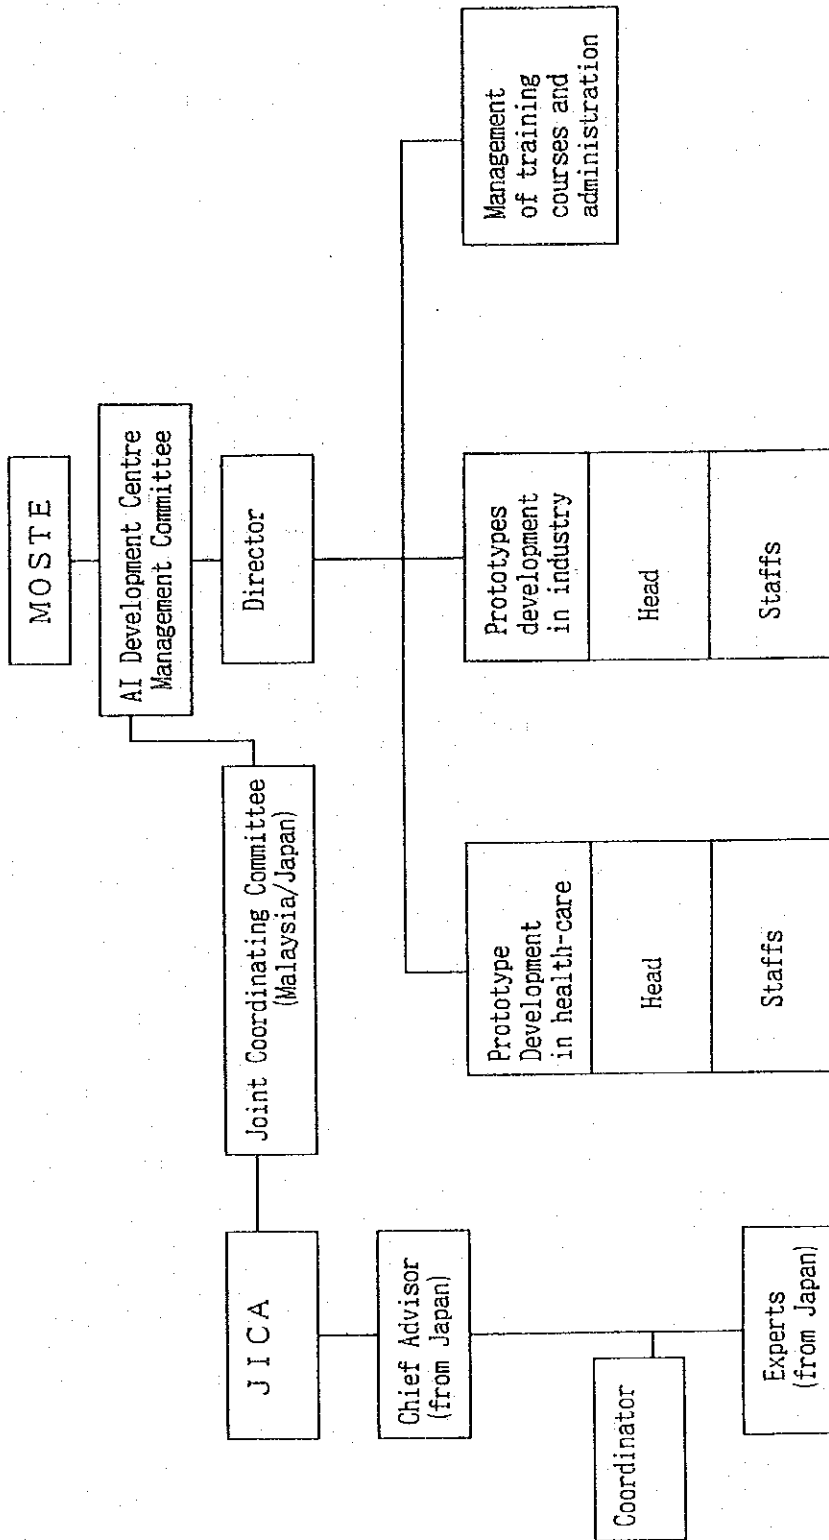 MOSTE
AI Development Centre
Management Committee
Director
Joint Coordinating Committee
(Malaysia/Japan)
JICA
Chief Advisor
(from Japan)
Coordinator
Experts
(from Japan)
Prototype
Development
in health-care
Head
Staffs
Prototypes
development
in industry
Head
Staffs
Management
of training
courses and
administration